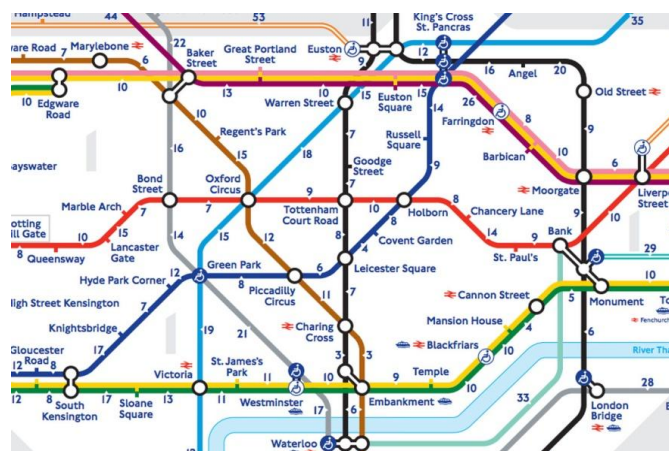 Hampstead
44
53
11
King's Cross
St. Pancras
35
22
Euston
9
12
ware Road
7
Marylebone
6
Baker
Street
Great Portland
Street
16
Angel
20
10
Edgware
Road
10
13
10
15
Euston
Square
15
26
Farringdon
8
Old Street
Warren Street
14
10
Regent's Park
7
Russell
Square
9
Barbican
6
ayswater
16
18
15
Goodge
Street
9
10
Moorgate
Liverpo
Street
Bond
Street
Oxford
Circus
7
Marble Arch
7
7
9
Tottenham
Court Road
10
Holborn
8
Chancery Lane
10
otting
ll Gate
10
15
Lancaster
Gate
14
15
12
8
4
Covent Garden
14
9
Bank
8
Queensway
St. Paul's
29
Hyde Park Corner
12
Green Park
8
6
Leicester Square
10
Piccadilly
Circus
11
7
5
Monument
To
High Street Kensington
7
Cannon Street
Fenchurch
Knightsbridge
19
21
Charing
Cross
Mansion House
4
6
Gloucester
Road
12
8
17
Victoria
St. James's
Park
11
3
3
Blackfriars
10
River Tha
9
Temple
12
8
13
11
10
10
South
Kensington
Sloane
Square
Westminster
Embankment
33
28
17
6
London
Bridge
Waterloo
12